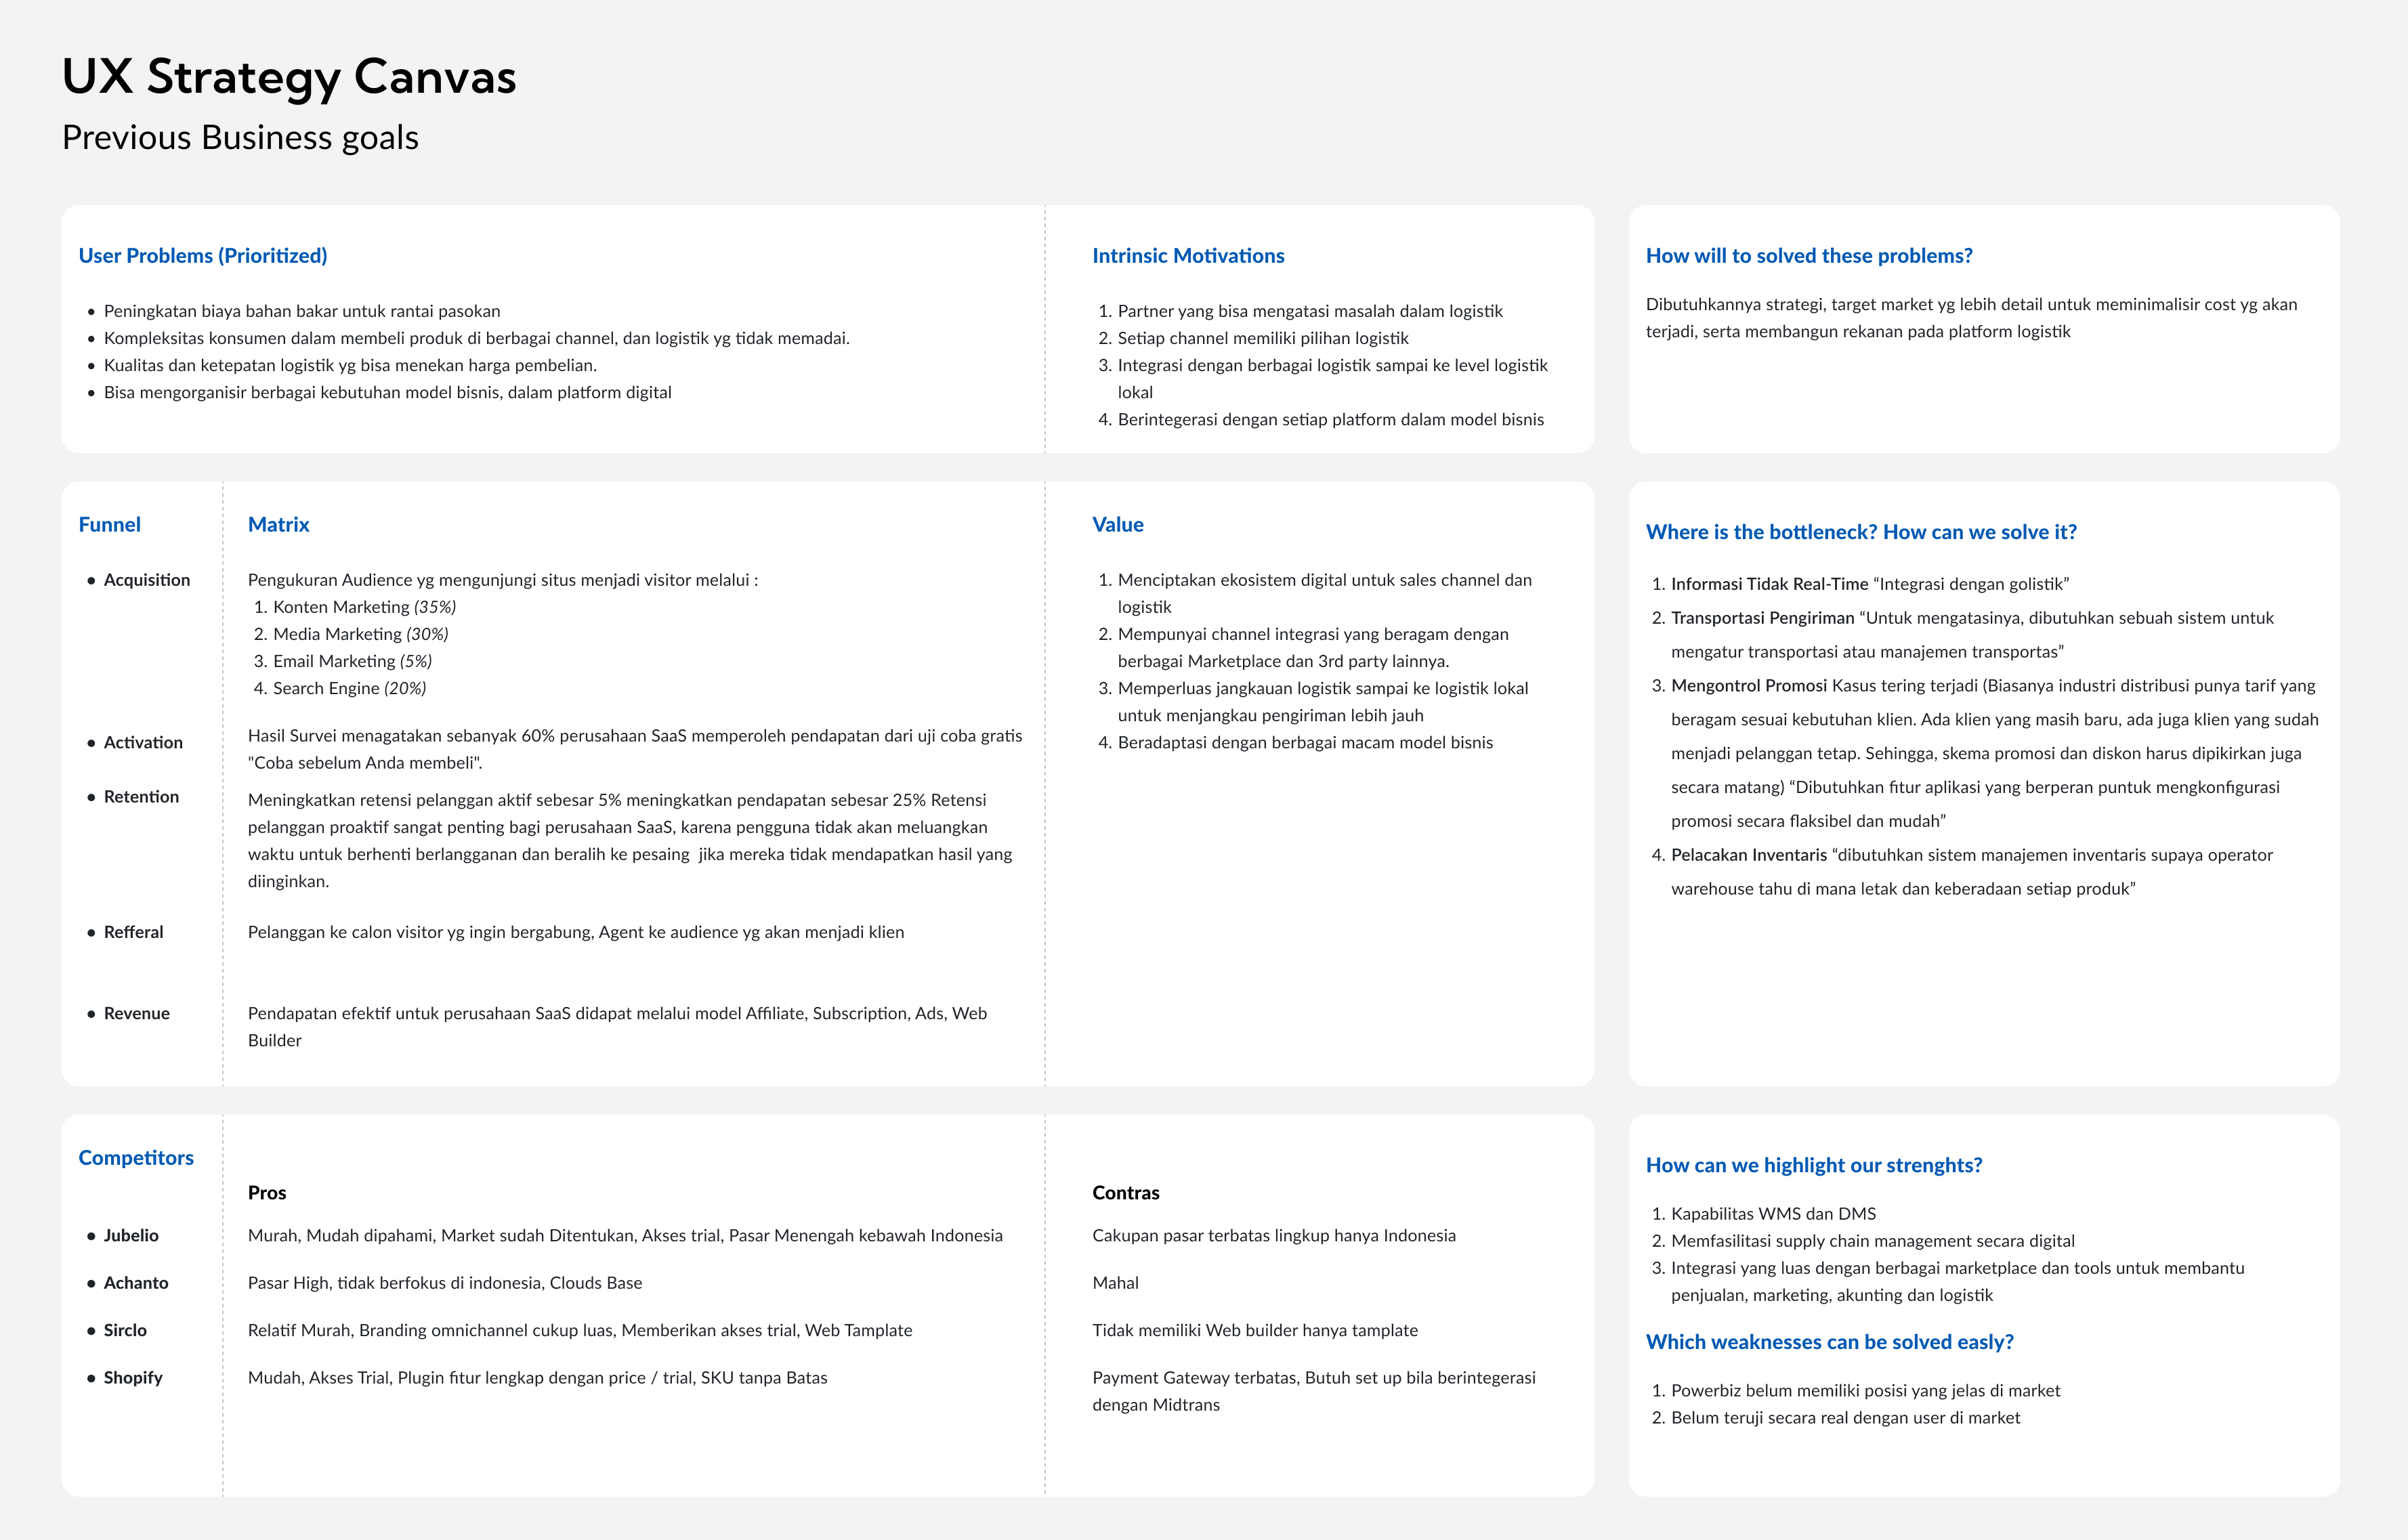 UX Strategy Canvas
Previous Business goals
User Problems (Prioritized)
• Peningkatan biaya bahan bakar untuk rantai pasokan
• Kompleksitas konsumen dalam membeli produk di berbagai channel, dan logistik yg tidak memadai.
• Kualitas dan ketepatan logistik yg bisa menekan harga pembelian.
• Bisa mengorganisir berbagai kebutuhan model bisnis, dalam platform digital
Intrinsic Motivations
1. Partner yang bisa mengatasi masalah dalam logistik
2. Setiap channel memiliki pilihan logistik
3. Integrasi dengan berbagai logistik sampai ke level logistik
lokal
4. Berintegerasi dengan setiap platform dalam model bisnis
How will to solved these problems?
Dibutuhkannya strategi, target market yg lebih detail untuk meminimalisir cost yg akan
terjadi, serta membangun rekanan pada platform logistik
Funnel
Matrix
• Acquisition
Pengukuran Audience yg mengunjungi situs menjadi visitor melalui :
1. Konten Marketing (35%)
2. Media Marketing (30%)
3. Email Marketing (5%)
4. Search Engine (20%)
• Activation
Hasil Survei menagatakan sebanyak 60% perusahaan SaaS memperoleh pendapatan dari uji coba gratis
"Coba sebelum Anda membeli".
• Retention
Meningkatkan retensi pelanggan aktif sebesar 5% meningkatkan pendapatan sebesar 25% Retensi
pelanggan proaktif sangat penting bagi perusahaan SaaS, karena pengguna tidak akan meluangkan
waktu untuk berhenti berlangganan dan beralih ke pesaing  jika mereka tidak mendapatkan hasil yang
diinginkan.
• Refferal
Pelanggan ke calon visitor yg ingin bergabung, Agent ke audience yg akan menjadi klien
• Revenue
Pendapatan efektif untuk perusahaan SaaS didapat melalui model Affiliate, Subscription, Ads, Web
Builder
Value
1. Menciptakan ekosistem digital untuk sales channel dan
logistik
2. Mempunyai channel integrasi yang beragam dengan
berbagai Marketplace dan 3rd party lainnya.
3. Memperluas jangkauan logistik sampai ke logistik lokal
untuk menjangkau pengiriman lebih jauh
4. Beradaptasi dengan berbagai macam model bisnis
Where is the bottleneck? How can we solve it?
1. Informasi Tidak Real-Time “Integrasi dengan golistik”
2. Transportasi Pengiriman “Untuk mengatasinya, dibutuhkan sebuah sistem untuk
mengatur transportasi atau manajemen transportas”
3. Mengontrol Promosi Kasus tering terjadi (Biasanya industri distribusi punya tarif yang
beragam sesuai kebutuhan klien. Ada klien yang masih baru, ada juga klien yang sudah
menjadi pelanggan tetap. Sehingga, skema promosi dan diskon harus dipikirkan juga
secara matang) “Dibutuhkan fitur aplikasi yang berperan puntuk mengkonfigurasi
promosi secara flaksibel dan mudah”
4. Pelacakan Inventaris “dibutuhkan sistem manajemen inventaris supaya operator
warehouse tahu di mana letak dan keberadaan setiap produk”
Competitors
Pros
Contras
• Jubelio
Murah, Mudah dipahami, Market sudah Ditentukan, Akses trial, Pasar Menengah kebawah Indonesia
Cakupan pasar terbatas lingkup hanya Indonesia
• Achanto
Pasar High, tidak berfokus di indonesia, Clouds Base
Mahal
• Sirclo
Relatif Murah, Branding omnichannel cukup luas, Memberikan akses trial, Web Tamplate
Tidak memiliki Web builder hanya tamplate
• Shopify
Mudah, Akses Trial, Plugin fitur lengkap dengan price / trial, SKU tanpa Batas
Payment Gateway terbatas, Butuh set up bila berintegerasi
dengan Midtrans
How can we highlight our strenghts?
1. Kapabilitas WMS dan DMS
2. Memfasilitasi supply chain management secara digital
3. Integrasi yang luas dengan berbagai marketplace dan tools untuk membantu
penjualan, marketing, akunting dan logistik
Which weaknesses can be solved easly?
1. Powerbiz belum memiliki posisi yang jelas di market
2. Belum teruji secara real dengan user di market